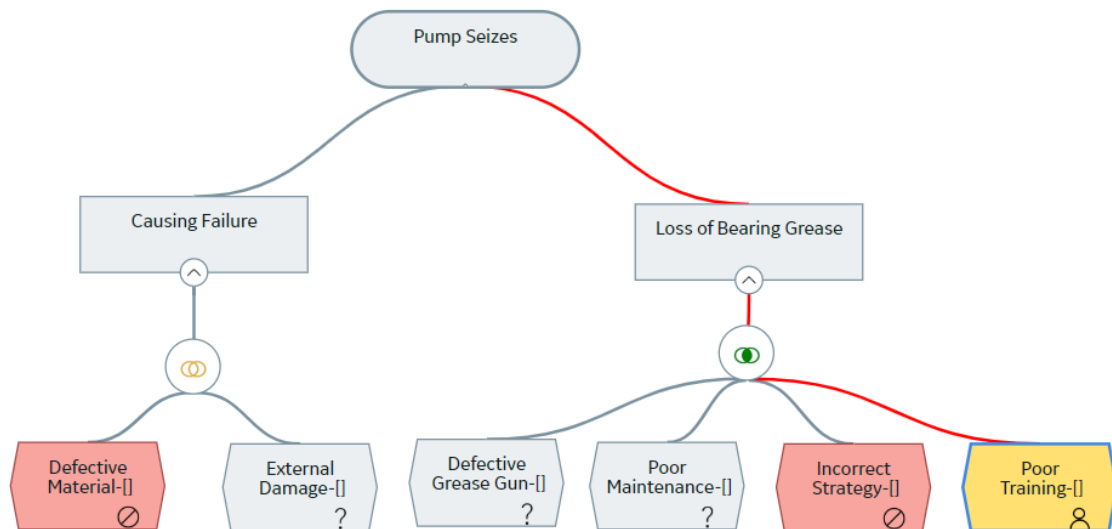 Pump Seizes
Causing Failure
Loss of Bearing Grease
Defective
Material-[]
External
Damage-[]
?
Defective
Grease Gun-[]
?
Poor
Maintenance-[]
?
Incorrect
Strategy-[]
Poor
Training-[]